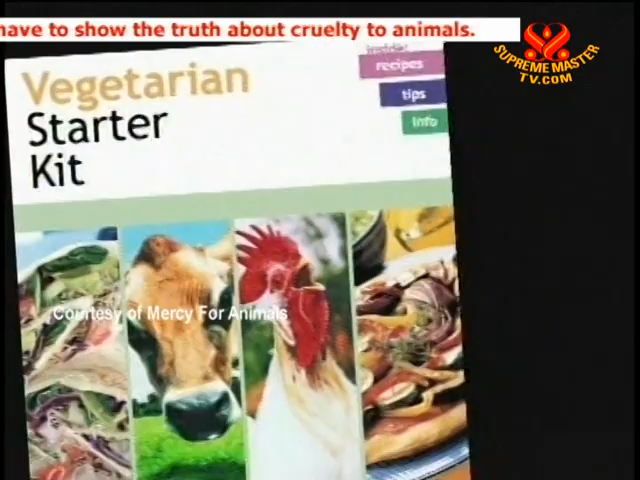 have to show the truth about cruelty to animals.
SUPREME MASTER
TV.COM
Vegetarian
Starter
Kit
inside:
recipes
tips
info
Courtesy of Mercy For Animals